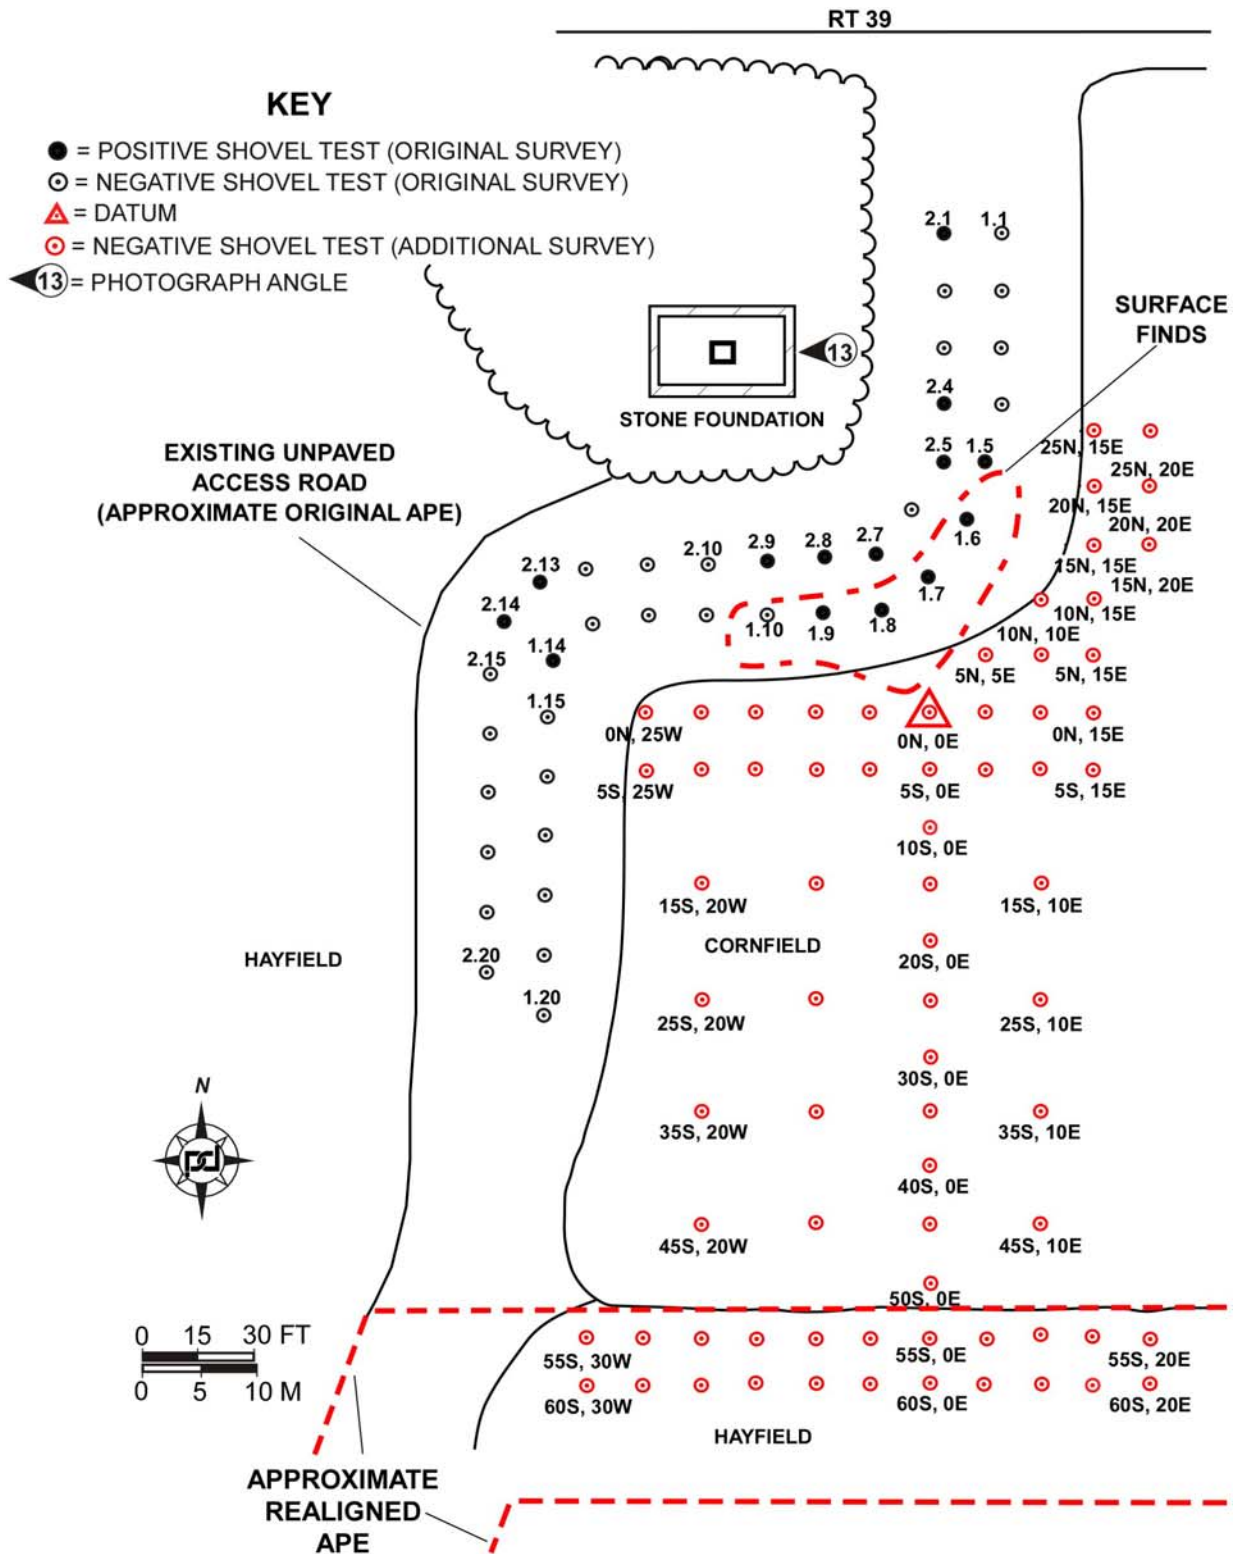 RT 39
KEY
= POSITIVE SHOVEL TEST (ORIGINAL SURVEY)
= NEGATIVE SHOVEL TEST (ORIGINAL SURVEY)
= DATUM
= NEGATIVE SHOVEL TEST (ADDITIONAL SURVEY)
13 = PHOTOGRAPH ANGLE
2.1 1.1
SURFACE
FINDS
13
STONE FOUNDATION
2.4
2.5 1.5
25N, 15E
25N, 20E
EXISTING UNPAVED
ACCESS ROAD
(APPROXIMATE ORIGINAL APE)
20N, 15E
20N, 20E
1.6
2.13 2.10 2.9 2.8 2.7
15N, 15E
15N, 20E
1.7
2.14
10N, 15E
1.10 1.9 1.8
10N, 10E
2.15 1.14
5N, 5E 5N, 15E
1.15
0N, 25W 0N, 0E 0N, 15E
5S, 25W 5S, 0E 5S, 15E
10S, 0E
15S, 20W 15S, 10E
HAYFIELD
2.20
CORNFIELD
20S, 0E
1.20
25S, 20W 25S, 10E
30S, 0E
N
35S, 20W 35S, 10E
40S, 0E
45S, 20W 45S, 10E
50S, 0E
0 15 30 FT
0 5 10 M
55S, 30W 55S, 0E 55S, 20E
60S, 30W 60S, 0E 60S, 20E
HAYFIELD
APPROXIMATE
REALIGNED
APE